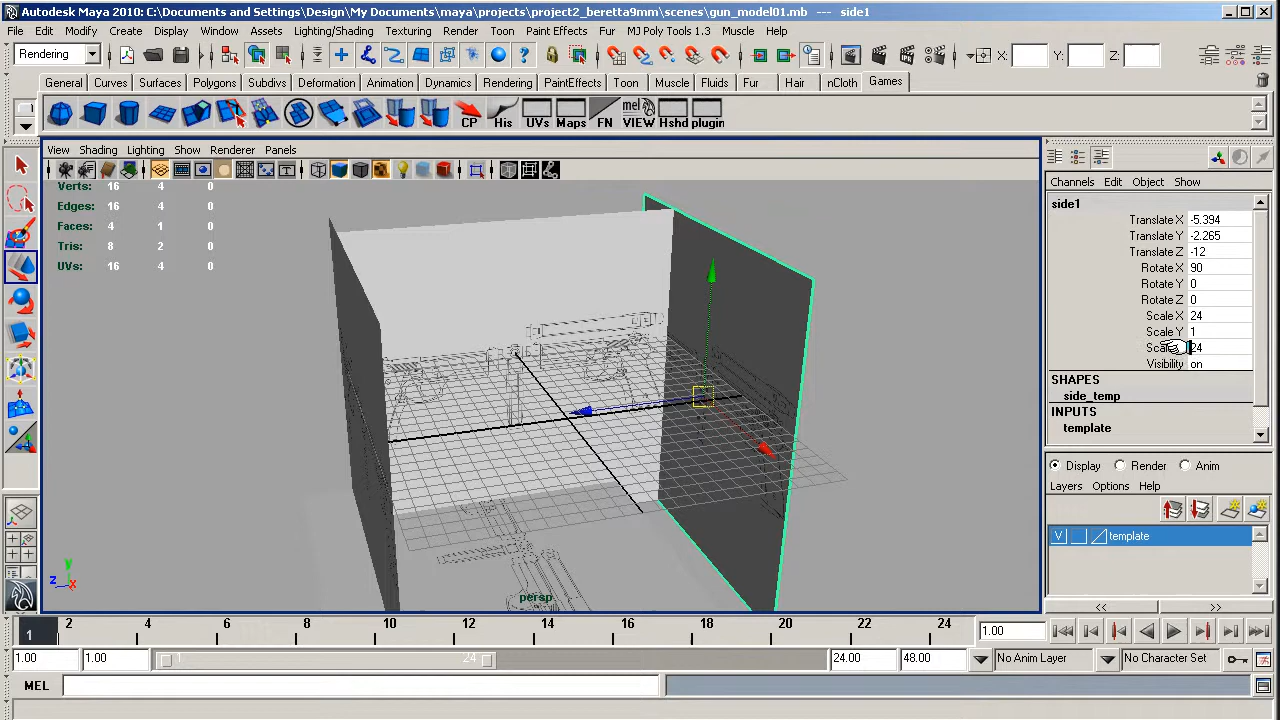 Autodesk Maya 2010: C:\Documents and Settings\Design\My Documents\maya\projects\project2_beretta9mm\scenes\gun_model01.mb --- side1
File Edit Modify Create Display Window Assets Lighting/Shading Texturing Render Toon Paint Effects Fur MJ Poly Tools 1.3 Muscle Help
Rendering X: Y: Z:
General Curves Surfaces Polygons Subdivs Deformation Animation Dynamics Rendering PaintEffects Toon Muscle Fluids Fur Hair nCloth Games
CP His UVs Maps FN mel VIEW Hshd plugin
View Shading Lighting Show Renderer Panels
Verts: 16 4 0
Edges: 16 4 0
Faces: 4 1 0
Tris: 8 2 0
UVs: 16 4 0
persp
y
z x
Channels Edit Object Show
side1
Translate X -5.394
Translate Y -2.265
Translate Z -12
Rotate X 90
Rotate Y 0
Rotate Z 0
Scale X 24
Scale Y 1
24
Visibility on
SHAPES
side_temp
INPUTS
template
Display Render Anim
Layers Options Help
V template
<< >>
1 2 4 6 8 10 12 14 16 18 20 22 24 1.00
1.00 1.00 1 24 24.00 48.00 No Anim Layer No Character Set
MEL